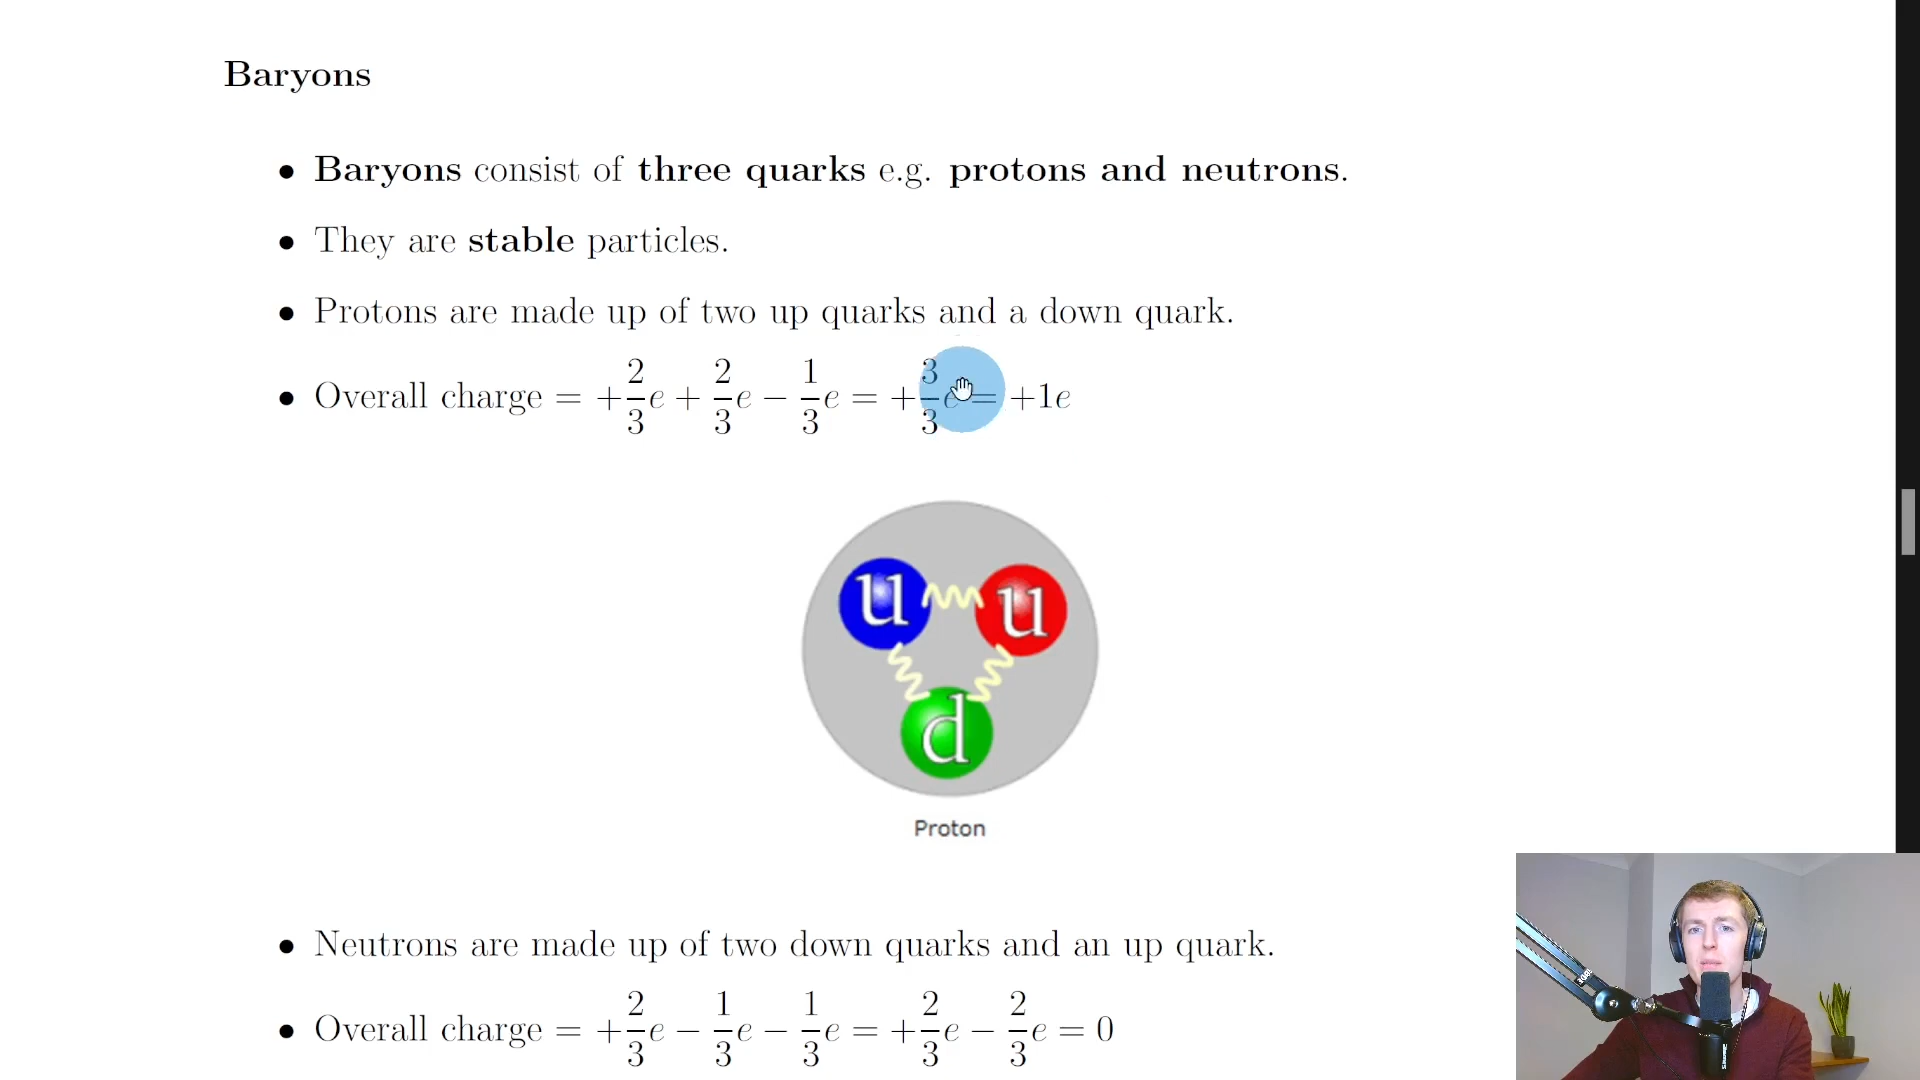 Baryons
• Baryons consist of three quarks e.g. protons and neutrons.
• They are stable particles.
• Protons are made up of two up quarks and a down quark.
• Overall charge = +2/3e + 2/3e − 1/3e = +3/3e = +1e
u u
d
Proton
• Neutrons are made up of two down quarks and an up quark.
• Overall charge = +2/3e − 1/3e − 1/3e = +2/3e − 2/3e = 0